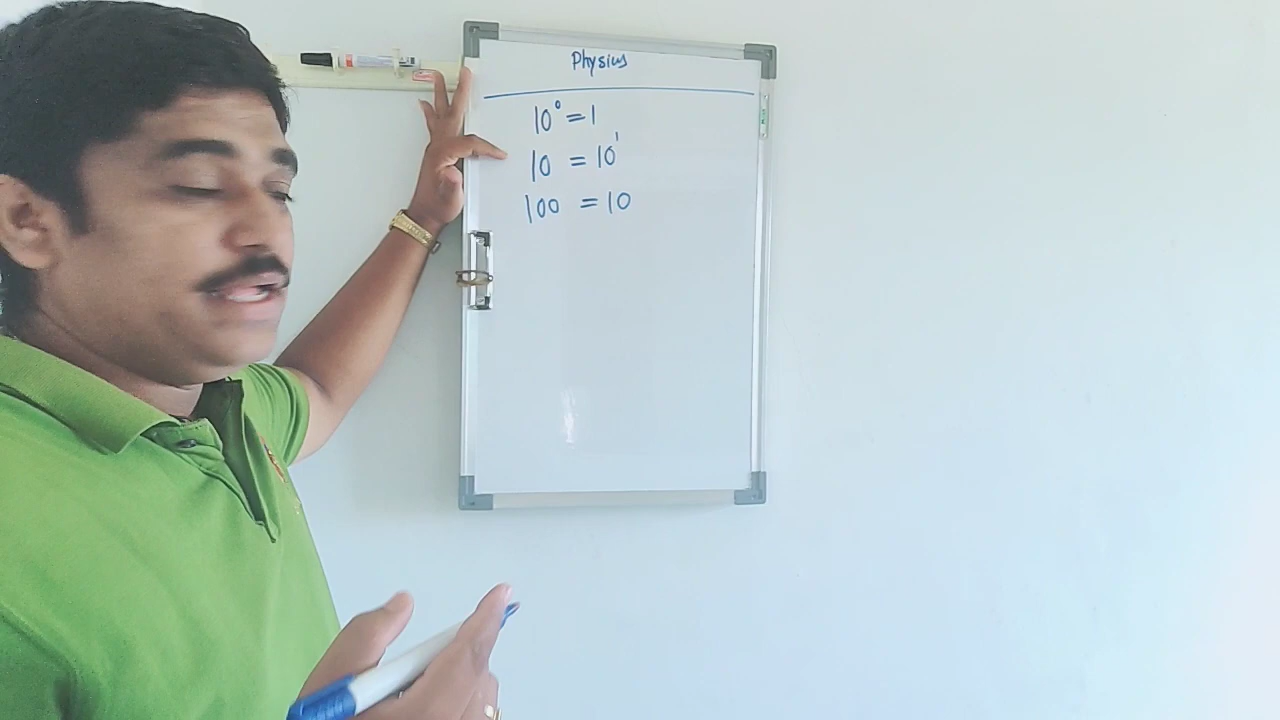 Physics
10⁰ = 1
10 = 10¹
100 = 10